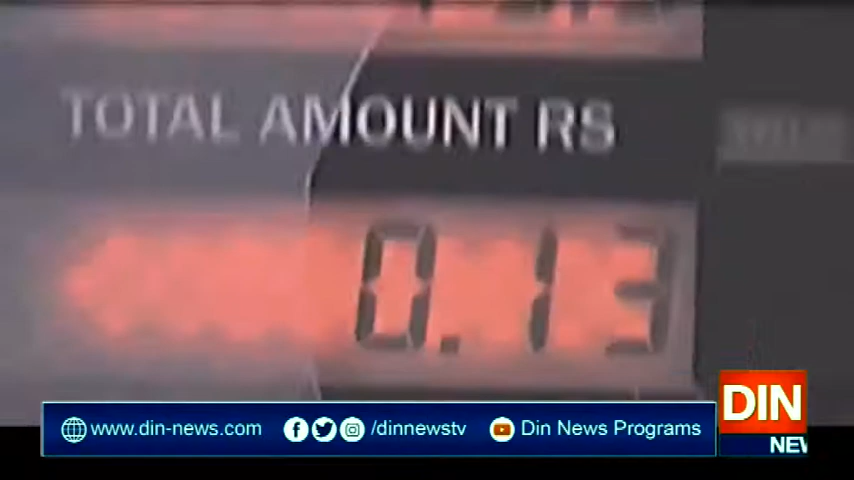 TOTAL AMOUNT RS
0.13
www.din-news.com
/dinnewstv
Din News Programs
DIN
NEW